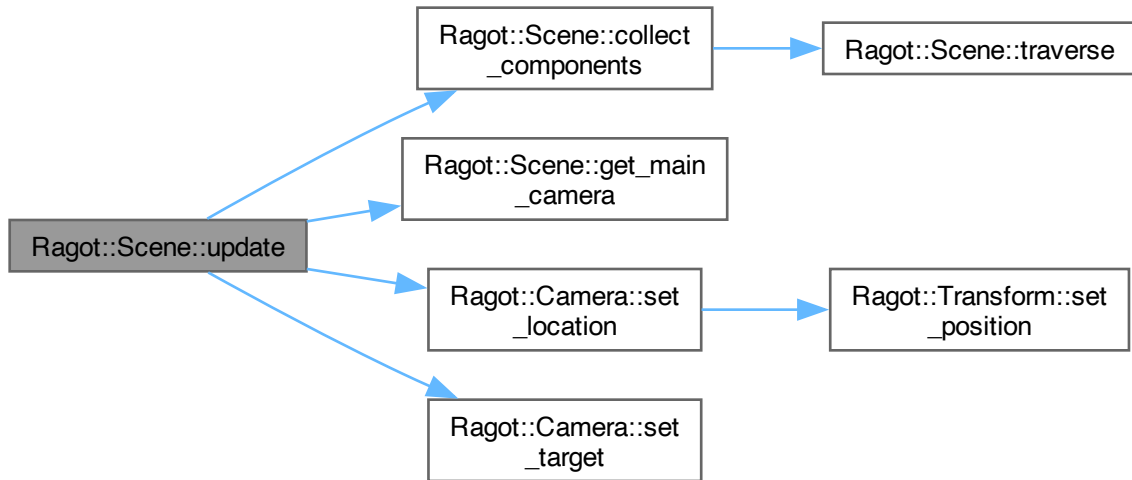 Ragot::Scene::update
Ragot::Scene::collect
_components
Ragot::Scene::traverse
Ragot::Scene::get_main
_camera
Ragot::Camera::set
_location
Ragot::Transform::set
_position
Ragot::Camera::set
_target